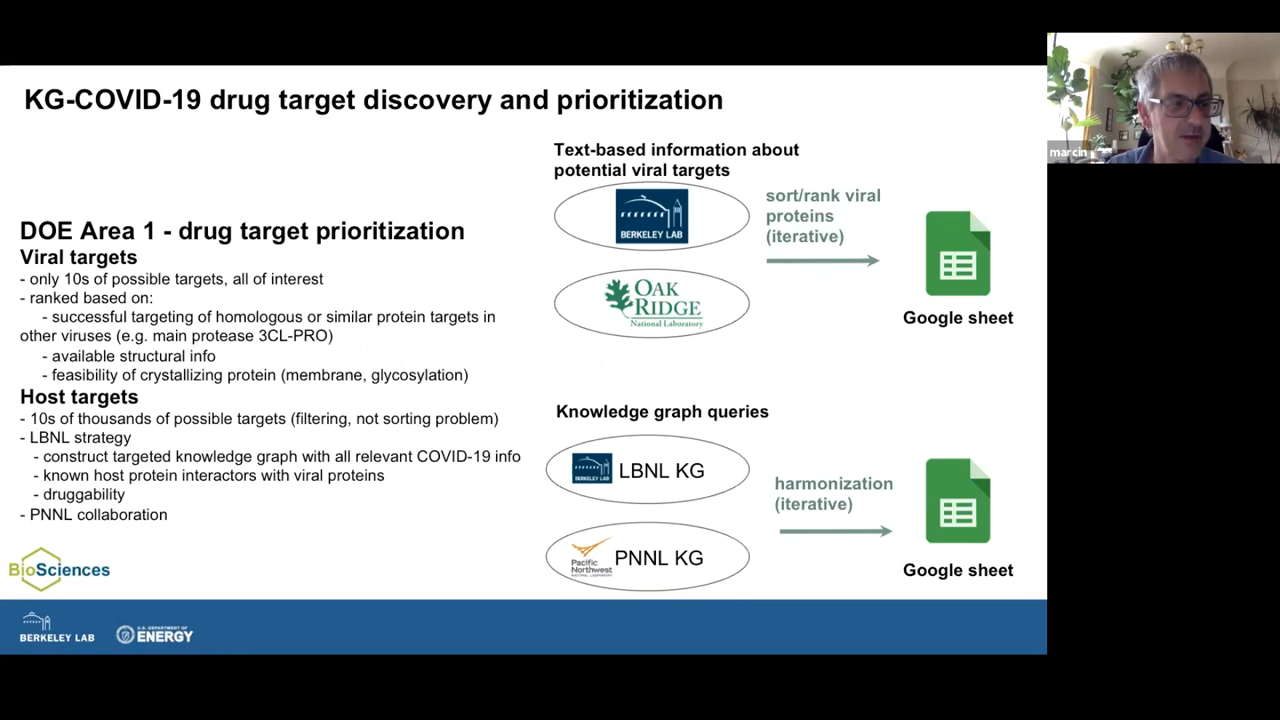 KG-COVID-19 drug target discovery and prioritization
marcin
Text-based information about
potential viral targets
BERKELEY LAB
sort/rank viral
proteins
(iterative)
OAK
RIDGE
National Laboratory
Google sheet
DOE Area 1 - drug target prioritization
Viral targets
- only 10s of possible targets, all of interest
- ranked based on:
- successful targeting of homologous or similar protein targets in
other viruses (e.g. main protease 3CL-PRO)
- available structural info
- feasibility of crystallizing protein (membrane, glycosylation)
Host targets
- 10s of thousands of possible targets (filtering, not sorting problem)
- LBNL strategy
- construct targeted knowledge graph with all relevant COVID-19 info
- known host protein interactors with viral proteins
- druggability
- PNNL collaboration
Knowledge graph queries
BERKELEY LAB
LBNL KG
harmonization
(iterative)
Pacific
Northwest
NATIONAL LABORATORY
PNNL KG
Google sheet
BioSciences
BERKELEY LAB
U.S. DEPARTMENT OF
ENERGY